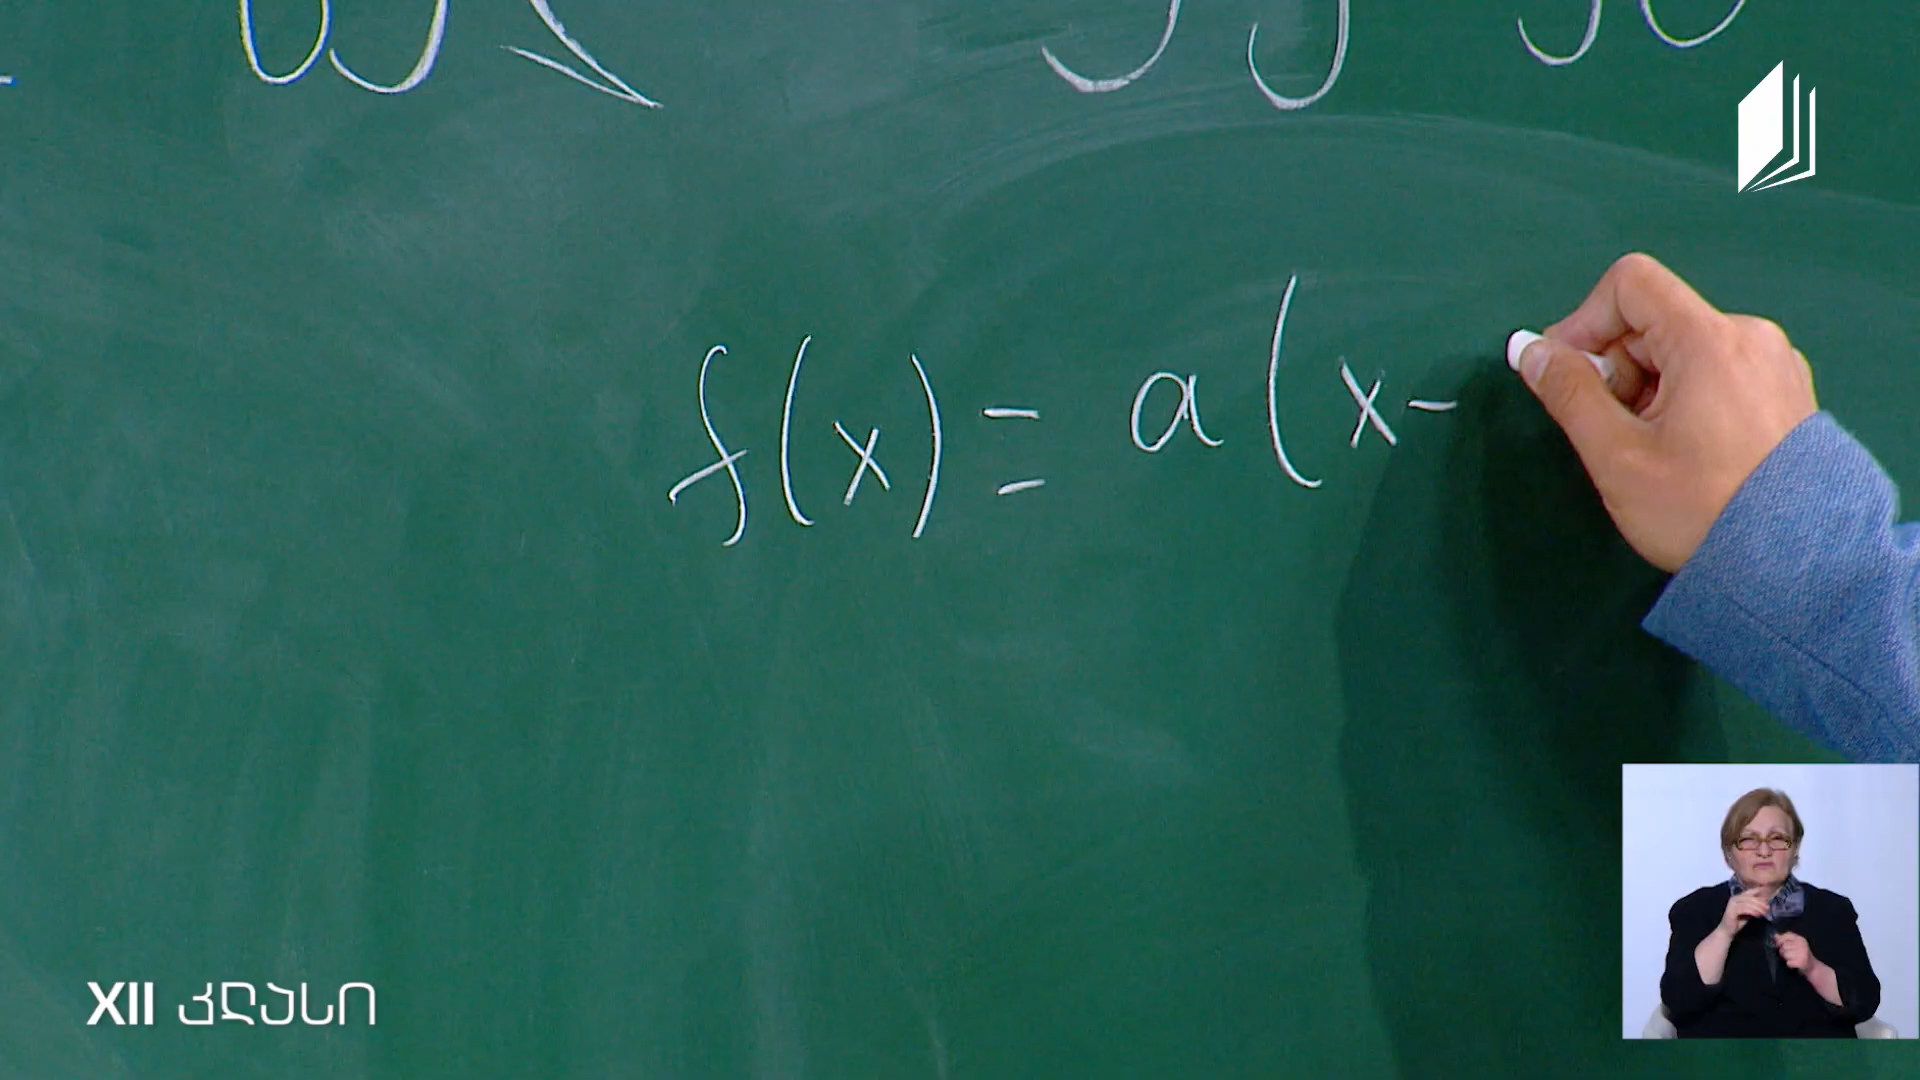 f(x) = a (x-
XII კლასი